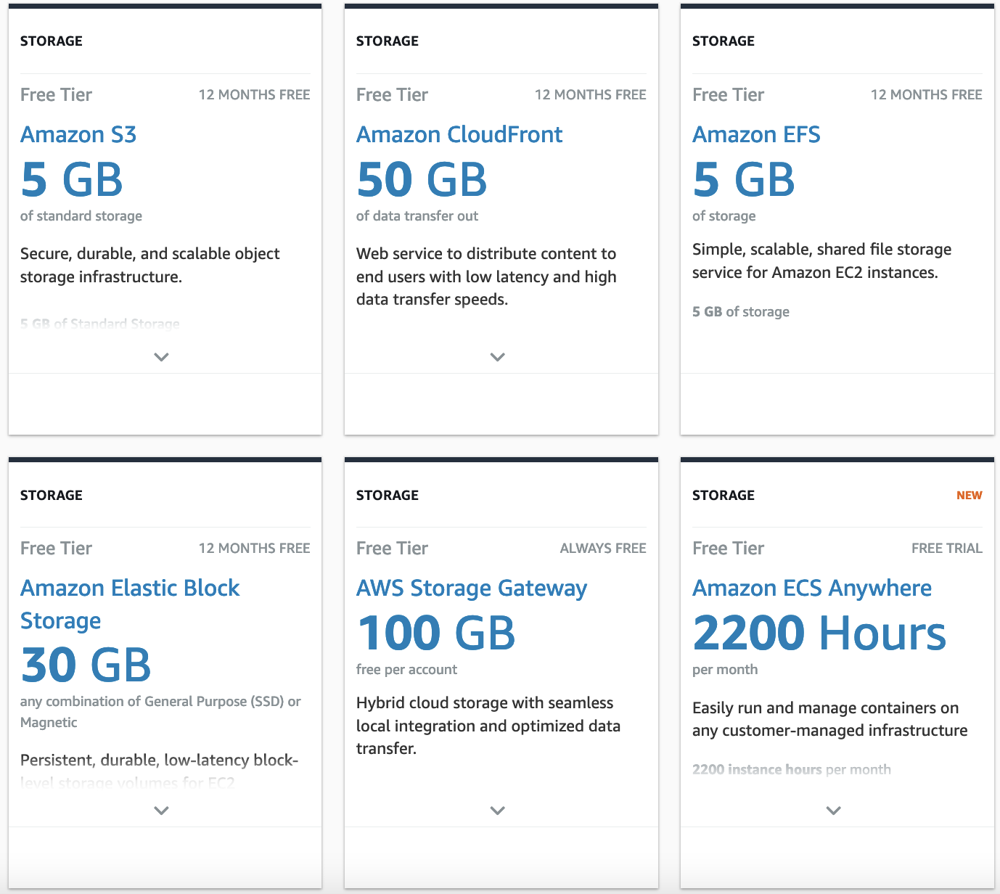 STORAGE
Free Tier 12 MONTHS FREE
Amazon S3
5 GB
of standard storage
Secure, durable, and scalable object
storage infrastructure.
5 GB of Standard Storage
STORAGE
Free Tier 12 MONTHS FREE
Amazon CloudFront
50 GB
of data transfer out
Web service to distribute content to
end users with low latency and high
data transfer speeds.
STORAGE
Free Tier 12 MONTHS FREE
Amazon EFS
5 GB
of storage
Simple, scalable, shared file storage
service for Amazon EC2 instances.
5 GB of storage
STORAGE
Free Tier 12 MONTHS FREE
Amazon Elastic Block
Storage
30 GB
any combination of General Purpose (SSD) or
Magnetic
Persistent, durable, low-latency block-
level storage volumes for EC2
STORAGE
Free Tier ALWAYS FREE
AWS Storage Gateway
100 GB
free per account
Hybrid cloud storage with seamless
local integration and optimized data
transfer.
STORAGE NEW
Free Tier FREE TRIAL
Amazon ECS Anywhere
2200 Hours
per month
Easily run and manage containers on
any customer-managed infrastructure
2200 instance hours per month